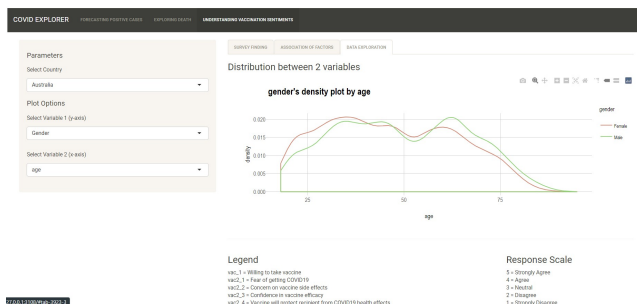 COVID EXPLORER FORECASTING POSITIVE CASES EXPLORING DEATH UNDERSTANDING VACCINATION SENTIMENTS
Parameters
Select Country
Australia
Plot Options
Select Variable 1 (y-axis)
Gender
Select Variable 2 (x-axis)
age
SURVEY FINDING ASSOCIATION OF FACTORS DATA EXPLORATION
Distribution between 2 variables
gender's density plot by age
density
0.020
0.015
0.010
0.005
0.000
25 50 75
age
gender
Female
Male
Legend
vac_1 = Willing to take vaccine
vac2_1 = Fear of getting COVID19
vac2_2 = Concern on vaccine side effects
vac2_3 = Confidence in vaccine efficacy
vac2_4 = Vaccine will protect recipient from COVID19 health effects
Response Scale
5 = Strongly Agree
4 = Agree
3 = Neutral
2 = Disagree
1 = Strongly Disagree